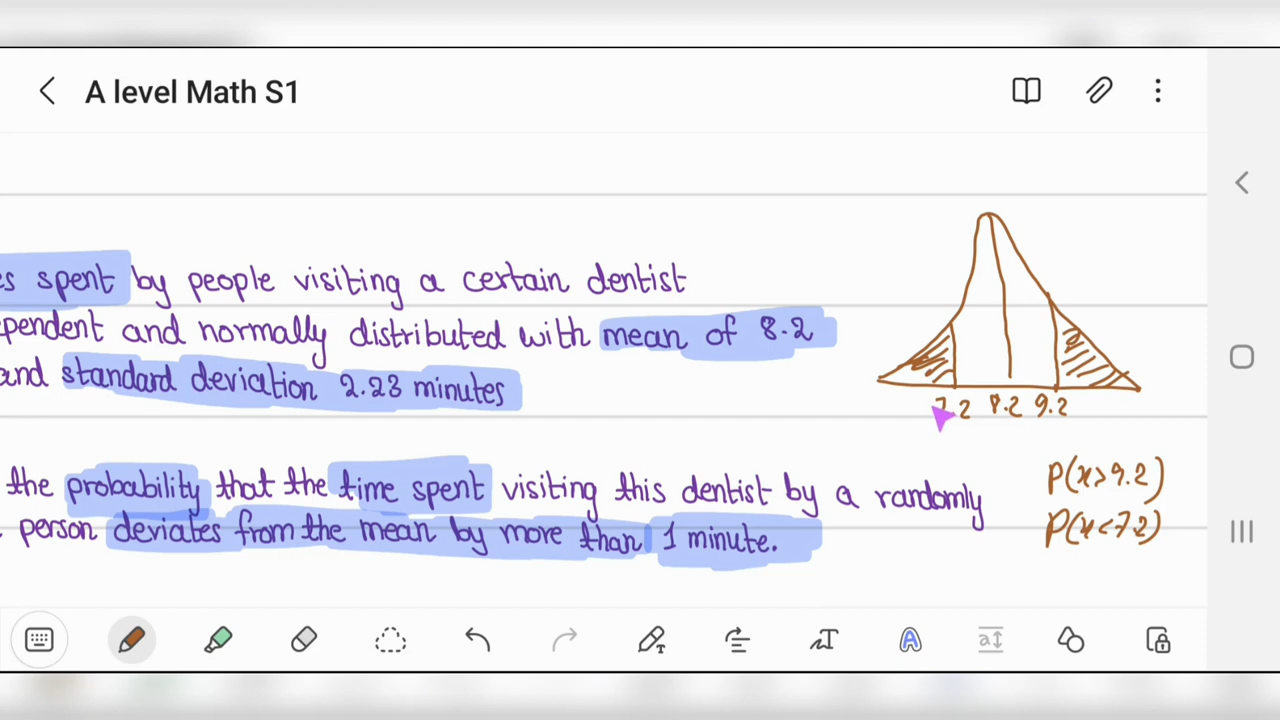 A level Math S1
es spent by people visiting a certain dentist
pendent and normally distributed with mean of 8.2
and standard deviation 2.23 minutes
7.2 8.2 9.2
the probability that the time spent visiting this dentist by a randomly
person deviates from the mean by more than 1 minute.
P(x>9.2)
P(x<7.2)